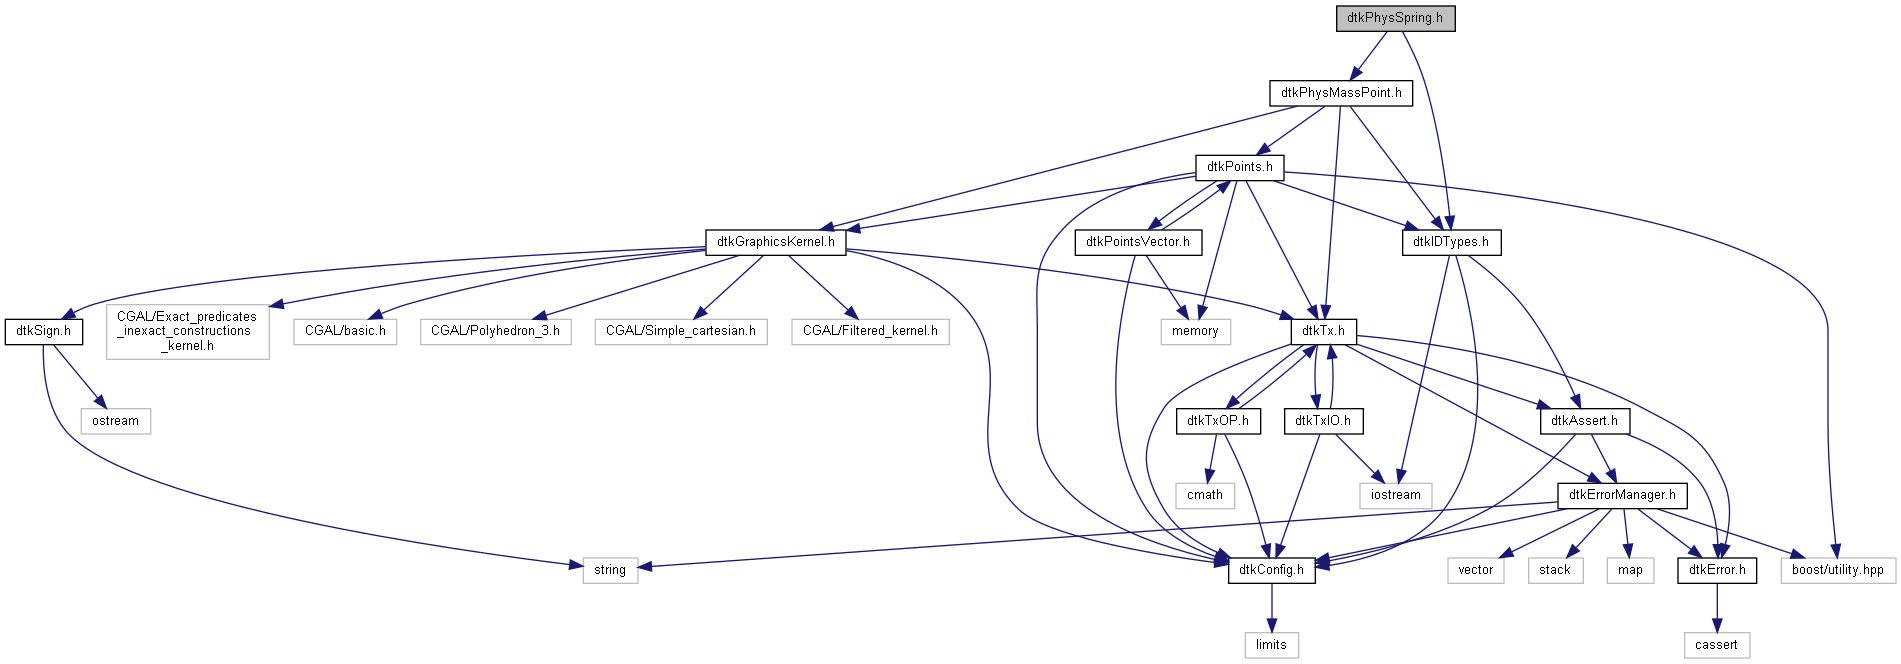 dtkPhysSpring.h
dtkPhysMassPoint.h
dtkPoints.h
dtkGraphicsKernel.h
dtkPointsVector.h
dtkIDTypes.h
dtkSign.h
CGAL/Exact_predicates
_inexact_constructions
_kernel.h
CGAL/basic.h
CGAL/Polyhedron_3.h
CGAL/Simple_cartesian.h
CGAL/Filtered_kernel.h
memory
dtkTx.h
ostream
dtkTxOP.h
dtkTxIO.h
dtkAssert.h
cmath
iostream
dtkErrorManager.h
string
dtkConfig.h
vector
stack
map
dtkError.h
boost/utility.hpp
limits
cassert